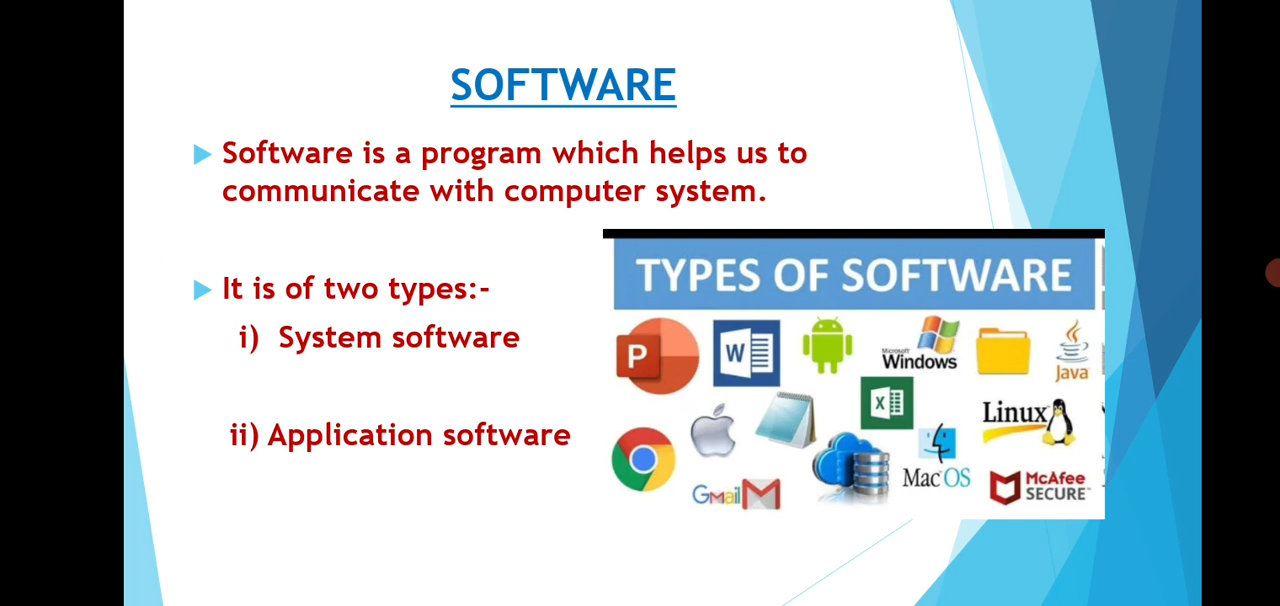 SOFTWARE
Software is a program which helps us to
communicate with computer system.
It is of two types:-
i) System software
ii) Application software
TYPES OF SOFTWARE
P
W
Microsoft
Windows
Java
X
Linux
Mac OS
Gmail
McAfee
SECURE